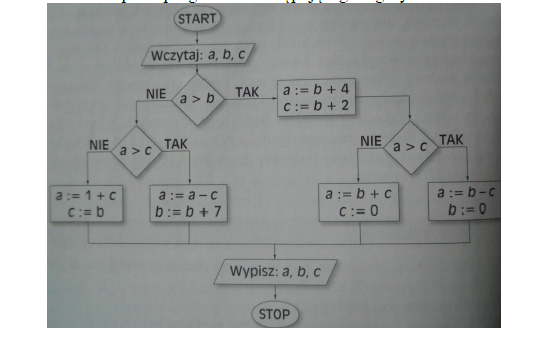 START
Wczytaj: a, b, c
NIE
a > b
TAK
a := b + 4
c := b + 2
NIE
a > c
TAK
NIE
a > c
TAK
a := 1 + c
c := b
a := a – c
b := b + 7
a := b + c
c := 0
a := b – c
b := 0
Wypisz: a, b, c
STOP